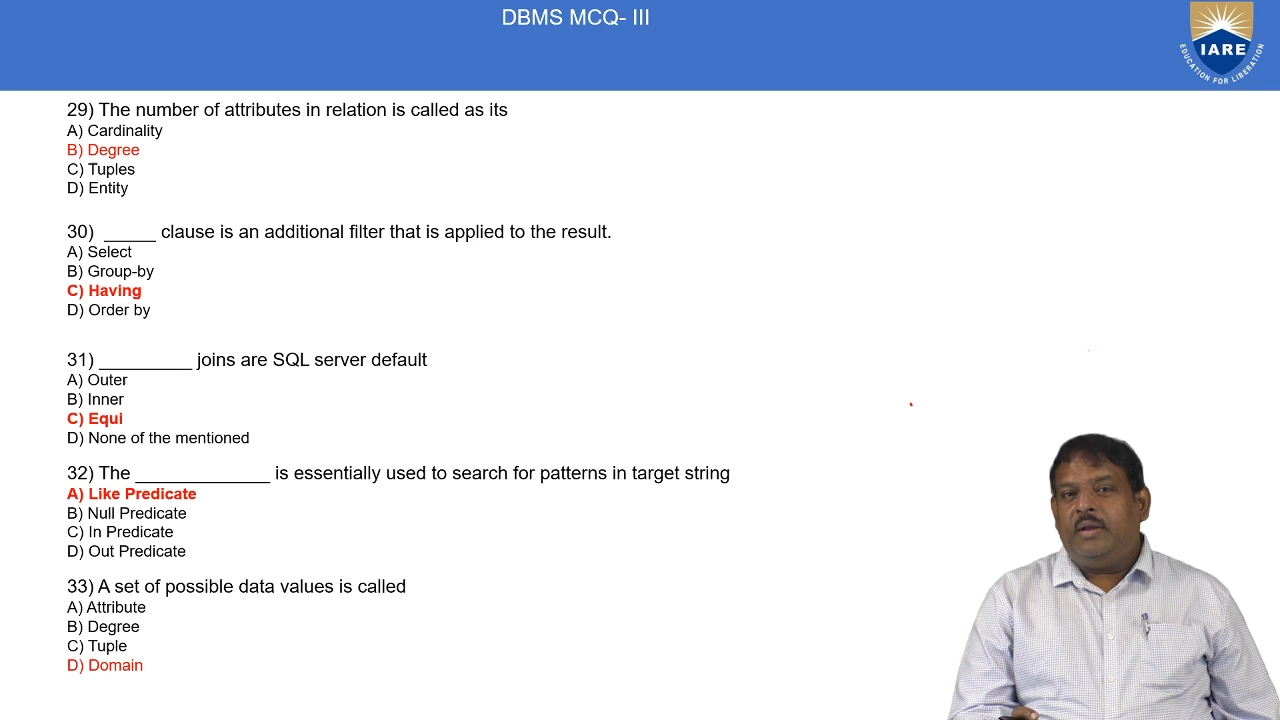 DBMS MCQ- III
IARE
EDUCATION FOR LIBERATION
29) The number of attributes in relation is called as its
A) Cardinality
B) Degree
C) Tuples
D) Entity
30) _____ clause is an additional filter that is applied to the result.
A) Select
B) Group-by
C) Having
D) Order by
31) _________ joins are SQL server default
A) Outer
B) Inner
C) Equi
D) None of the mentioned
32) The _____________ is essentially used to search for patterns in target string
A) Like Predicate
B) Null Predicate
C) In Predicate
D) Out Predicate
33) A set of possible data values is called
A) Attribute
B) Degree
C) Tuple
D) Domain